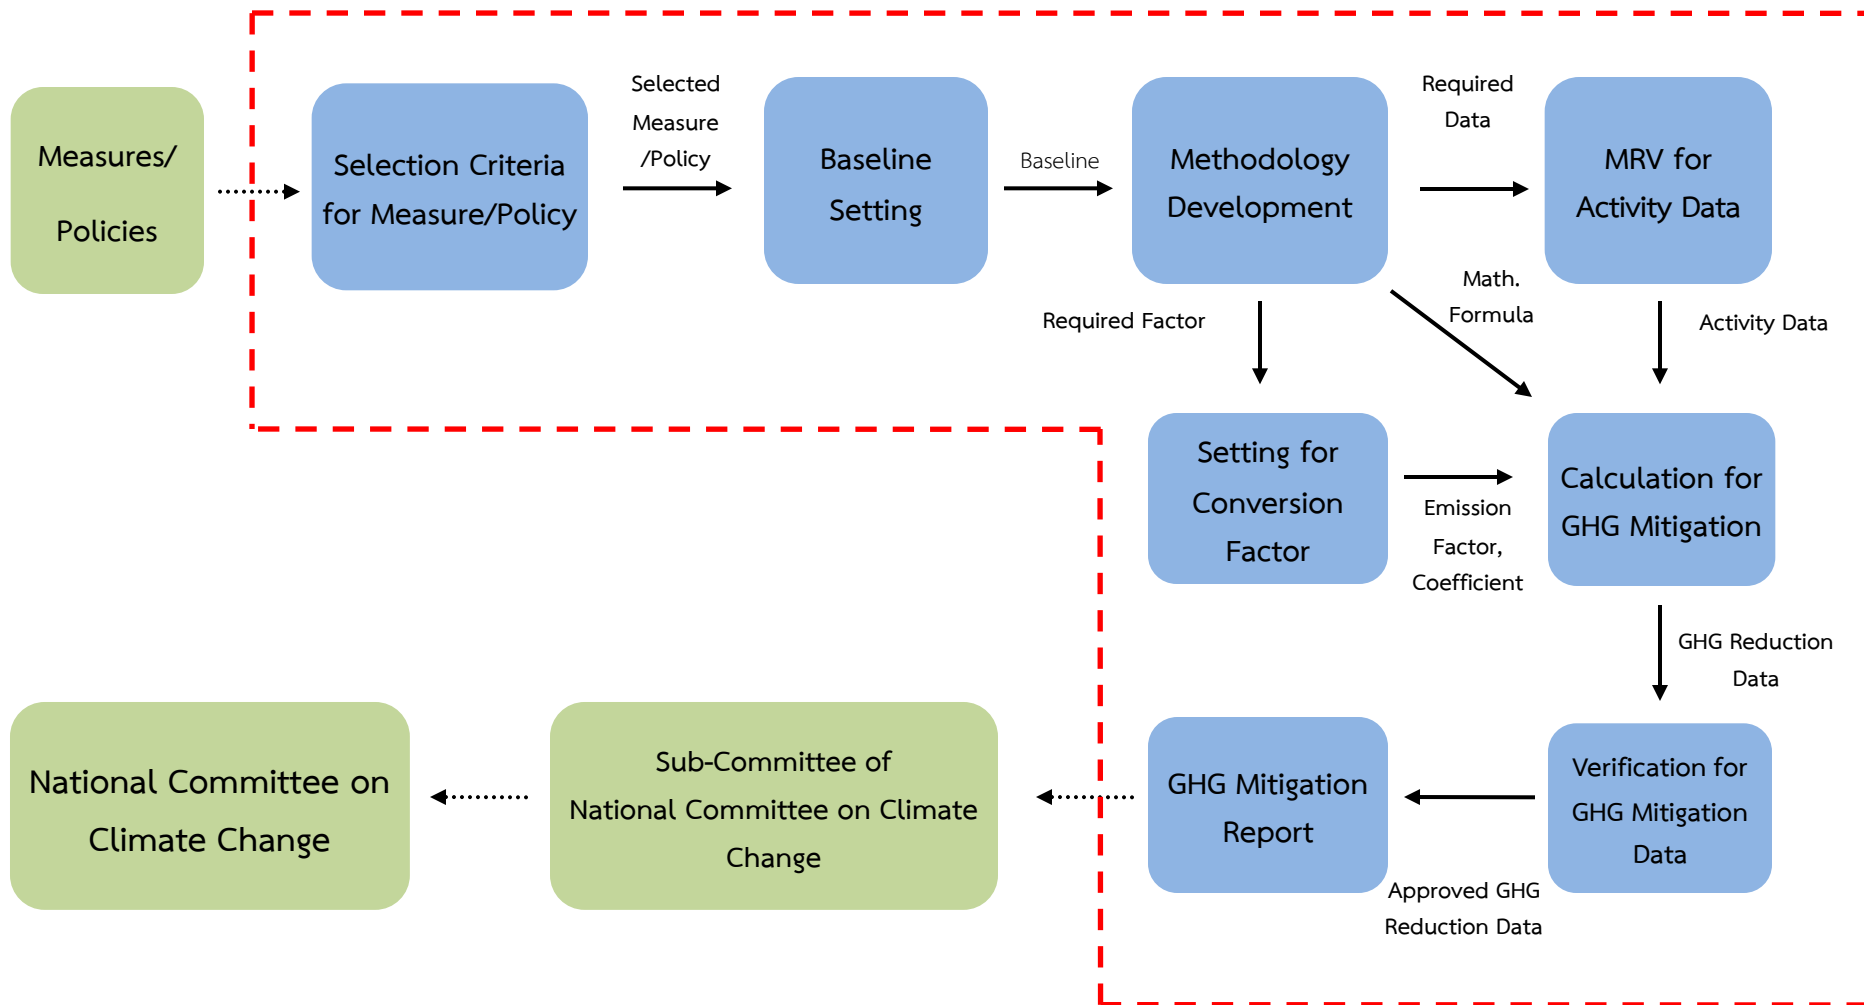 Measures/
Policies
Selection Criteria
for Measure/Policy
Selected
Measure
/Policy
Baseline
Setting
Baseline
Methodology
Development
Required
Data
MRV for
Activity Data
Required Factor
Math.
Formula
Activity Data
Setting for
Conversion
Factor
Emission
Factor,
Coefficient
Calculation for
GHG Mitigation
GHG Reduction
Data
Verification for
GHG Mitigation
Data
Approved GHG
Reduction Data
GHG Mitigation
Report
Sub-Committee of
National Committee on Climate
Change
National Committee on
Climate Change